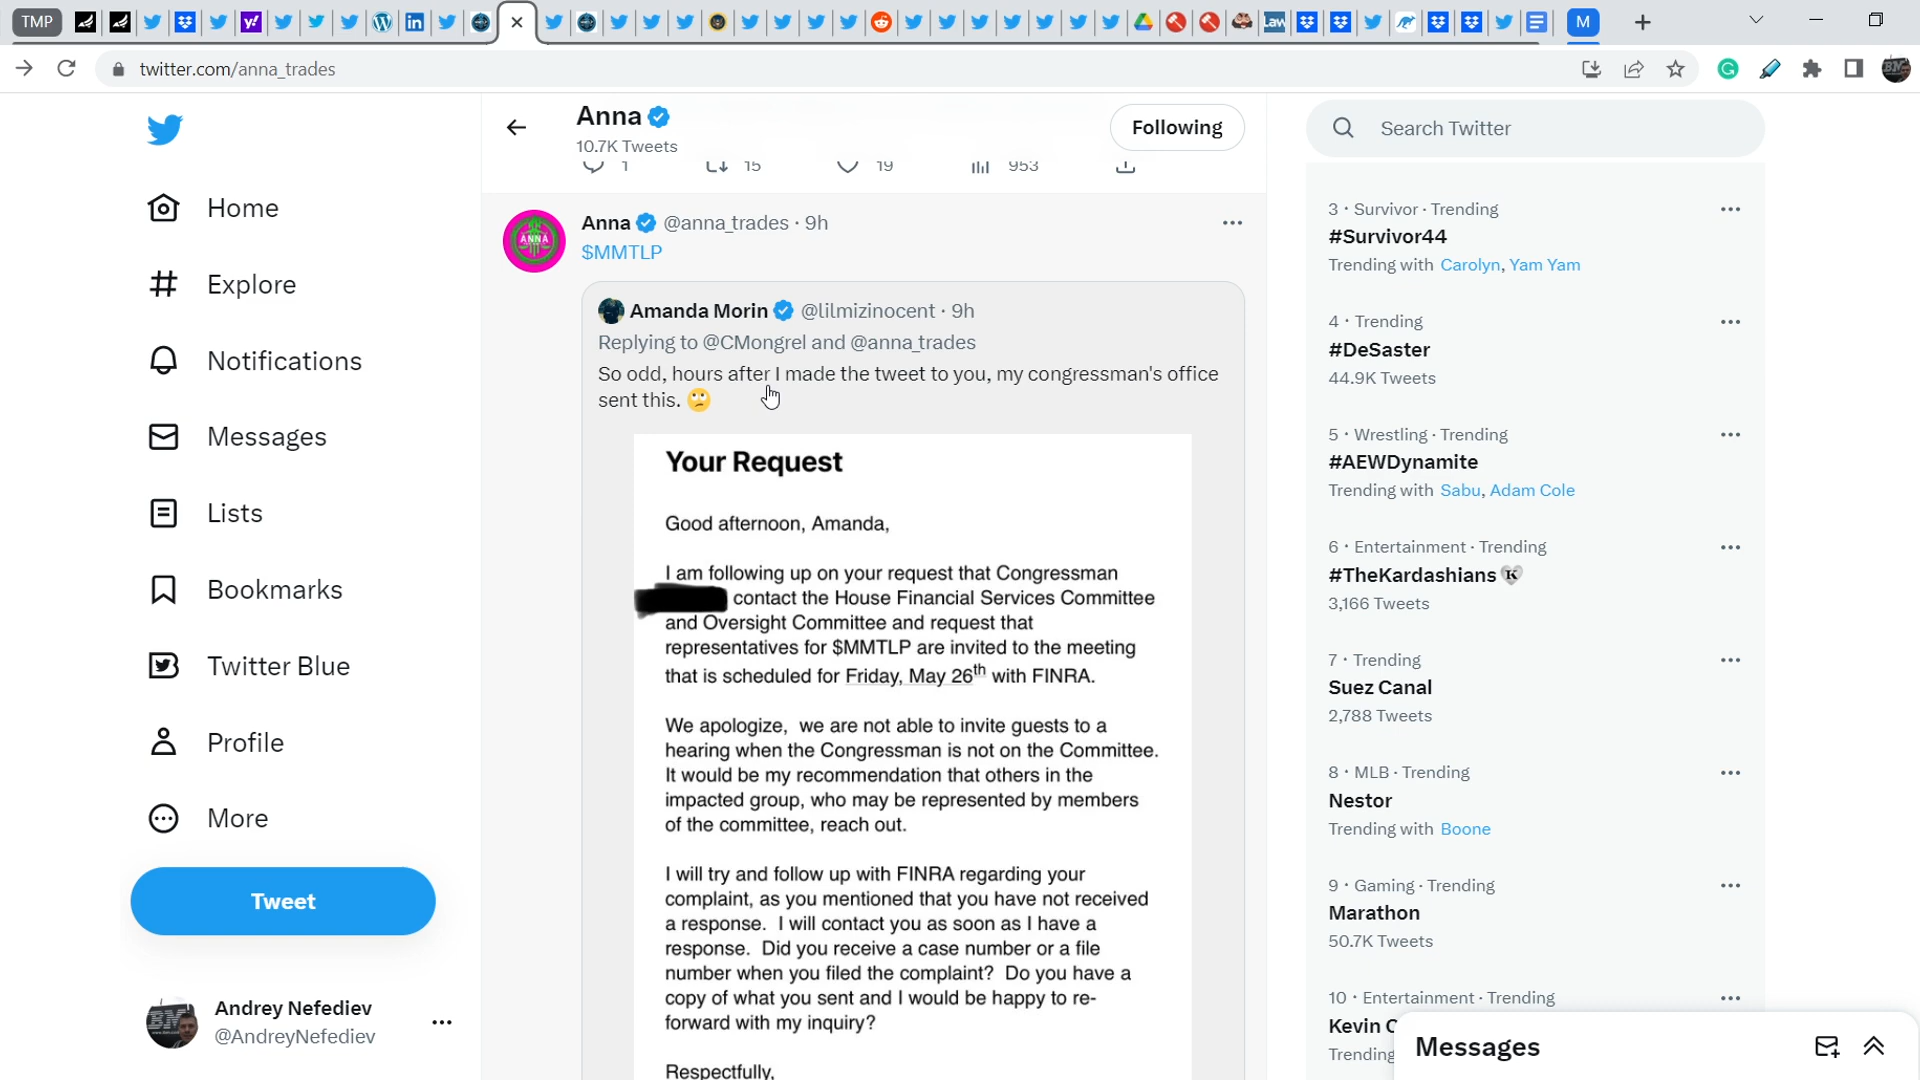 TMP
twitter.com/anna_trades
Home
Explore
Notifications
Messages
Lists
Bookmarks
Twitter Blue
Profile
More
Tweet
Andrey Nefediev
@AndreyNefediev
Anna
10.7K Tweets
Following
1 15 19 953
Anna @anna_trades · 9h
$MMTLP
Amanda Morin @lilmizinocent · 9h
Replying to @CMongrel and @anna_trades
So odd, hours after I made the tweet to you, my congressman's office
sent this. 🙄
Your Request
Good afternoon, Amanda,
I am following up on your request that Congressman
contact the House Financial Services Committee
and Oversight Committee and request that
representatives for $MMTLP are invited to the meeting
that is scheduled for Friday, May 26th with FINRA.
We apologize,  we are not able to invite guests to a
hearing when the Congressman is not on the Committee.
It would be my recommendation that others in the
impacted group, who may be represented by members
of the committee, reach out.
I will try and follow up with FINRA regarding your
complaint, as you mentioned that you have not received
a response.  I will contact you as soon as I have a
response.  Did you receive a case number or a file
number when you filed the complaint?  Do you have a
copy of what you sent and I would be happy to re-
forward with my inquiry?
Respectfully,
Search Twitter
3 · Survivor · Trending
#Survivor44
Trending with Carolyn, Yam Yam
4 · Trending
#DeSaster
44.9K Tweets
5 · Wrestling · Trending
#AEWDynamite
Trending with Sabu, Adam Cole
6 · Entertainment · Trending
#TheKardashians
3,166 Tweets
7 · Trending
Suez Canal
2,788 Tweets
8 · MLB · Trending
Nestor
Trending with Boone
9 · Gaming · Trending
Marathon
50.7K Tweets
10 · Entertainment · Trending
Kevin C
Trending
Messages